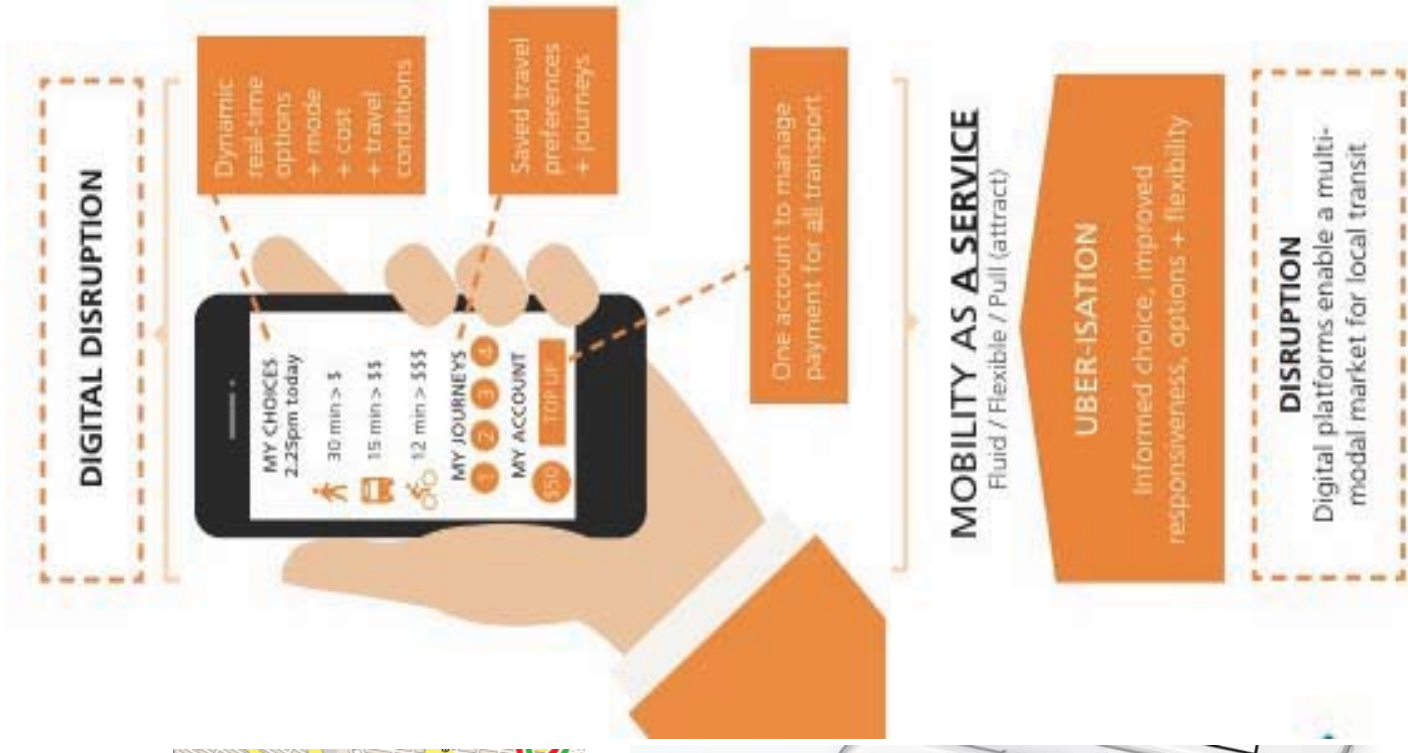 DIGITAL DISRUPTION
Dynamic
real-time
options
+ mode
+ cost
+ travel
conditions
MY CHOICES
2.25pm today
30 min > $
15 min > $$
12 min > $$$
MY JOURNEYS
1 2 3 4
MY ACCOUNT
$50 TOP UP
Saved travel
preferences
+ journeys
One account to manage
payment for all transport
MOBILITY AS A SERVICE
Fluid / Flexible / Pull (attract)
UBER-ISATION
Informed choice, improved
responsiveness, options + flexibility
DISRUPTION
Digital platforms enable a multi-
modal market for local transit